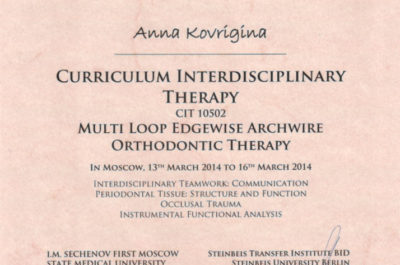 Anna Kovrigina
CURRICULUM INTERDISCIPLINARY
THERAPY
CIT 10502
MULTI LOOP EDGEWISE ARCHWIRE
ORTHODONTIC THERAPY
IN MOSCOW, 13TH MARCH 2014 TO 16TH MARCH 2014
INTERDISCIPLINARY TEAMWORK: COMMUNICATION
PERIODONTAL TISSUE: STRUCTURE AND FUNCTION
OCCLUSAL TRAUMA
INSTRUMENTAL FUNCTIONAL ANALYSIS
I.M. SECHENOV FIRST MOSCOW
STATE MEDICAL UNIVERSITY
STEINBEIS TRANSFER INSTITUTE BID
STEINBEIS UNIVERSITY BERLIN